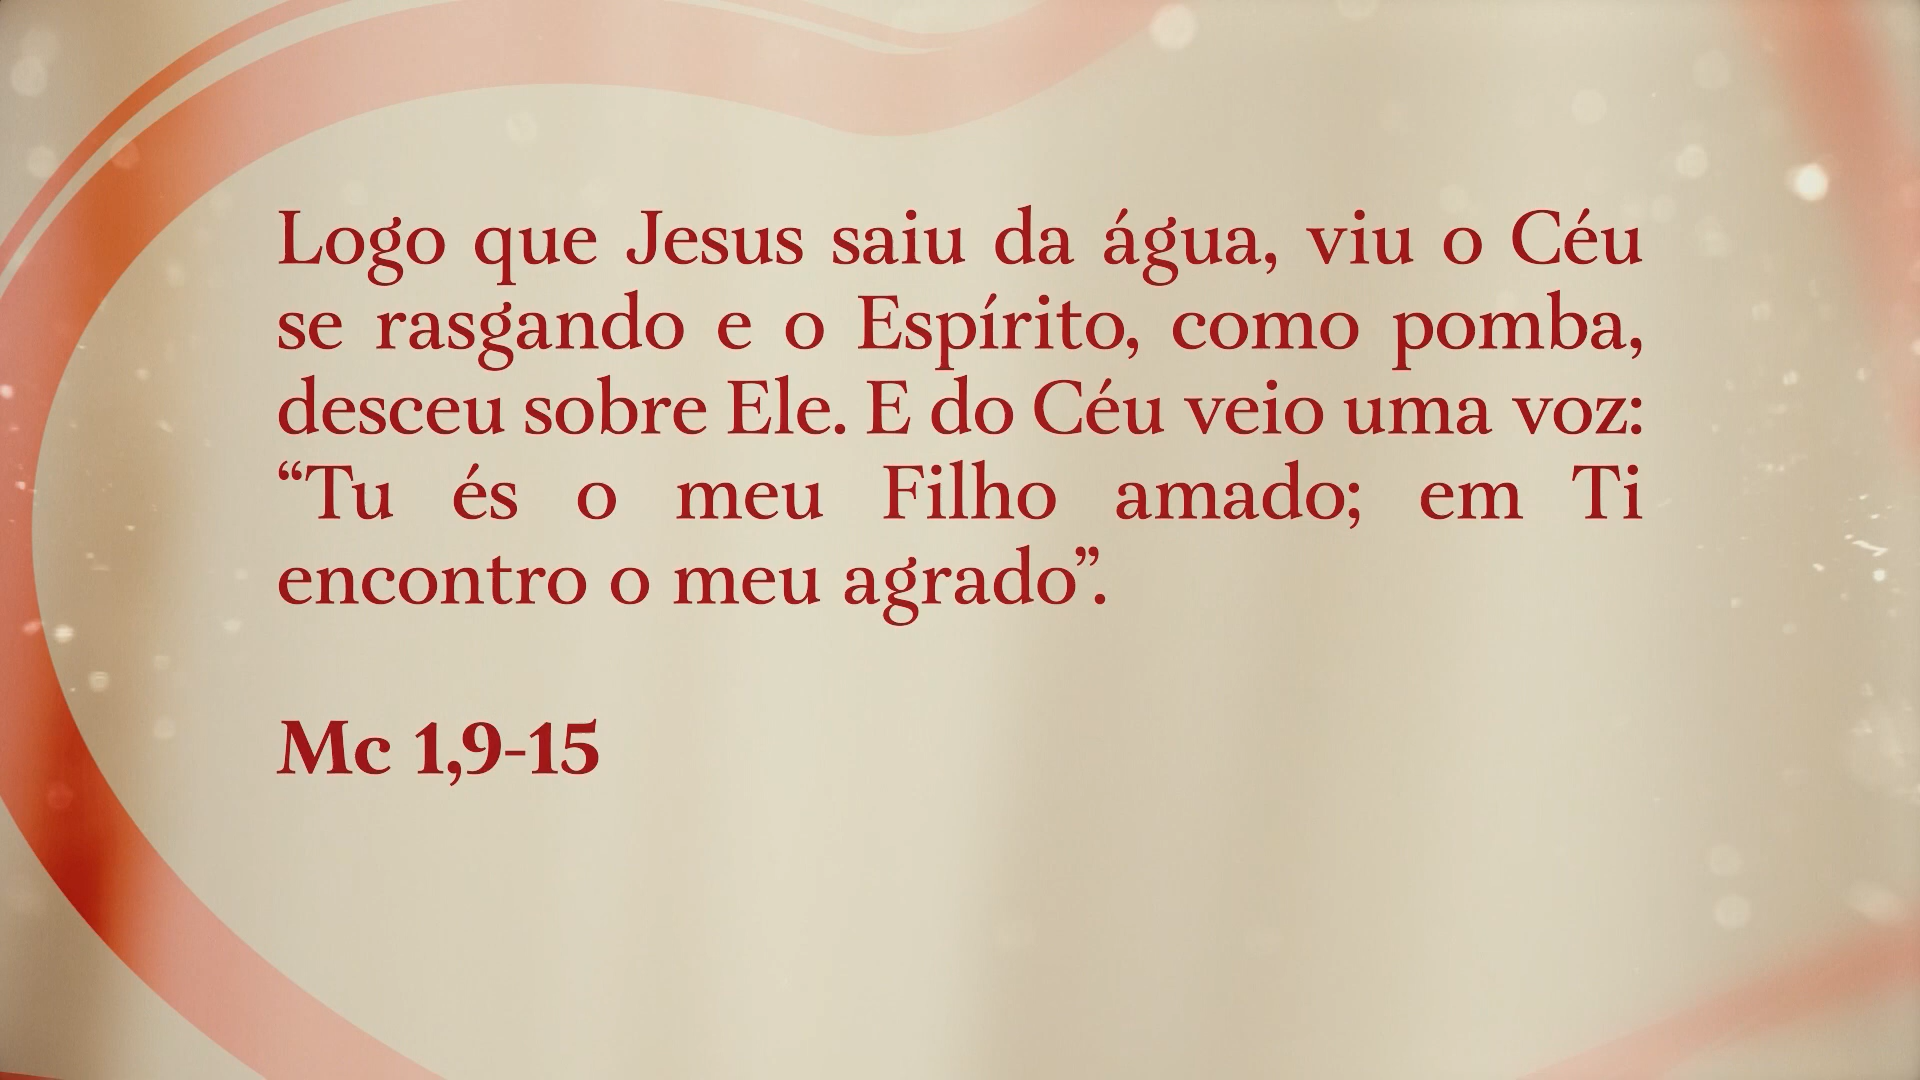 Logo que Jesus saiu da água, viu o Céu
se rasgando e o Espírito, como pomba,
desceu sobre Ele. E do Céu veio uma voz:
“Tu és o meu Filho amado; em Ti
encontro o meu agrado”.
Mc 1,9-15